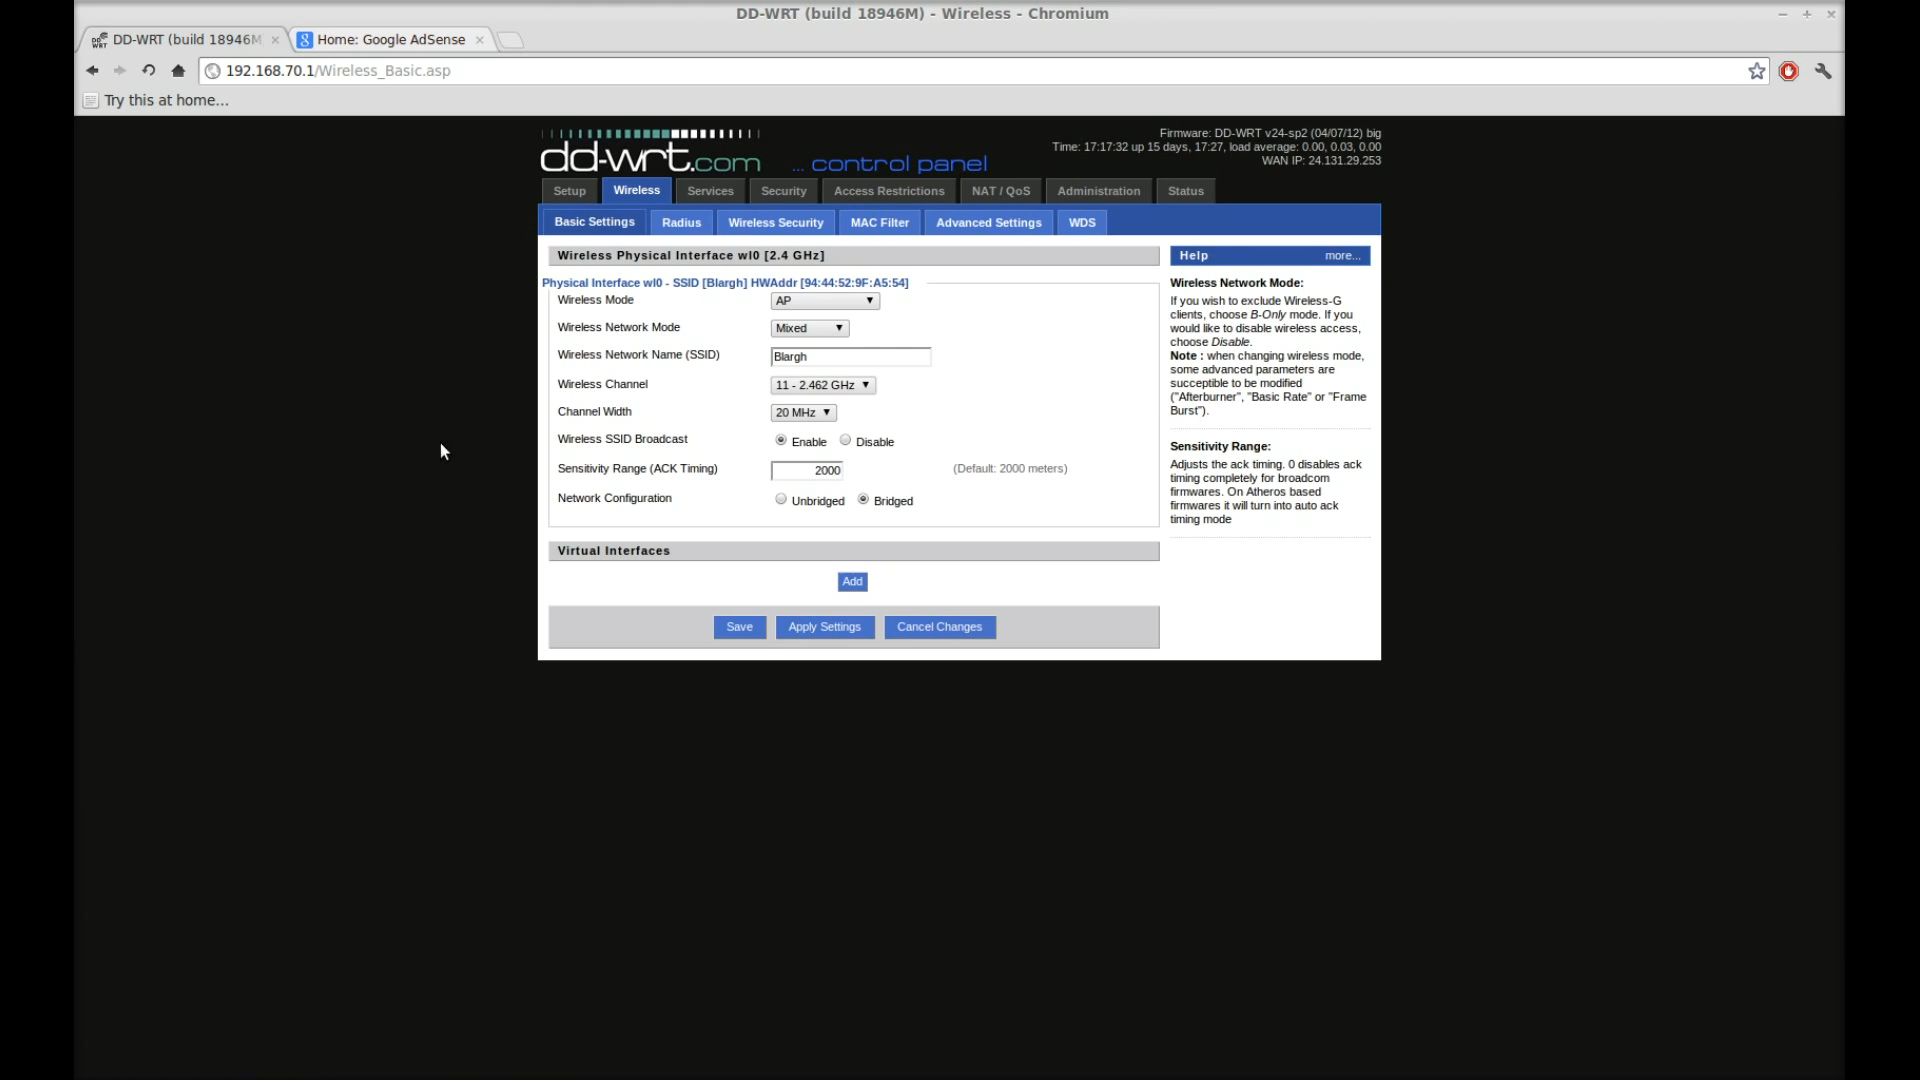 DD-WRT (build 18946M) - Wireless - Chromium
DD-WRT (build 18946M
Home: Google AdSense
192.168.70.1/Wireless_Basic.asp
Try this at home...
dd-wrt.com ... control panel
Firmware: DD-WRT v24-sp2 (04/07/12) big
Time: 17:17:32 up 15 days, 17:27, load average: 0.00, 0.03, 0.00
WAN IP: 24.131.29.253
Setup Wireless Services Security Access Restrictions NAT / QoS Administration Status
Basic Settings Radius Wireless Security MAC Filter Advanced Settings WDS
Wireless Physical Interface wl0 [2.4 GHz]
Physical Interface wl0 - SSID [Blargh] HWAddr [94:44:52:9F:A5:54]
Wireless Mode AP
Wireless Network Mode Mixed
Wireless Network Name (SSID) Blargh
Wireless Channel 11 - 2.462 GHz
Channel Width 20 MHz
Wireless SSID Broadcast Enable Disable
Sensitivity Range (ACK Timing) 2000 (Default: 2000 meters)
Network Configuration Unbridged Bridged
Virtual Interfaces
Add
Save Apply Settings Cancel Changes
Help more...
Wireless Network Mode:
If you wish to exclude Wireless-G
clients, choose B-Only mode. If you
would like to disable wireless access,
choose Disable.
Note : when changing wireless mode,
some advanced parameters are
succeptible to be modified
("Afterburner", "Basic Rate" or "Frame
Burst").
Sensitivity Range:
Adjusts the ack timing. 0 disables ack
timing completely for broadcom
firmwares. On Atheros based
firmwares it will turn into auto ack
timing mode